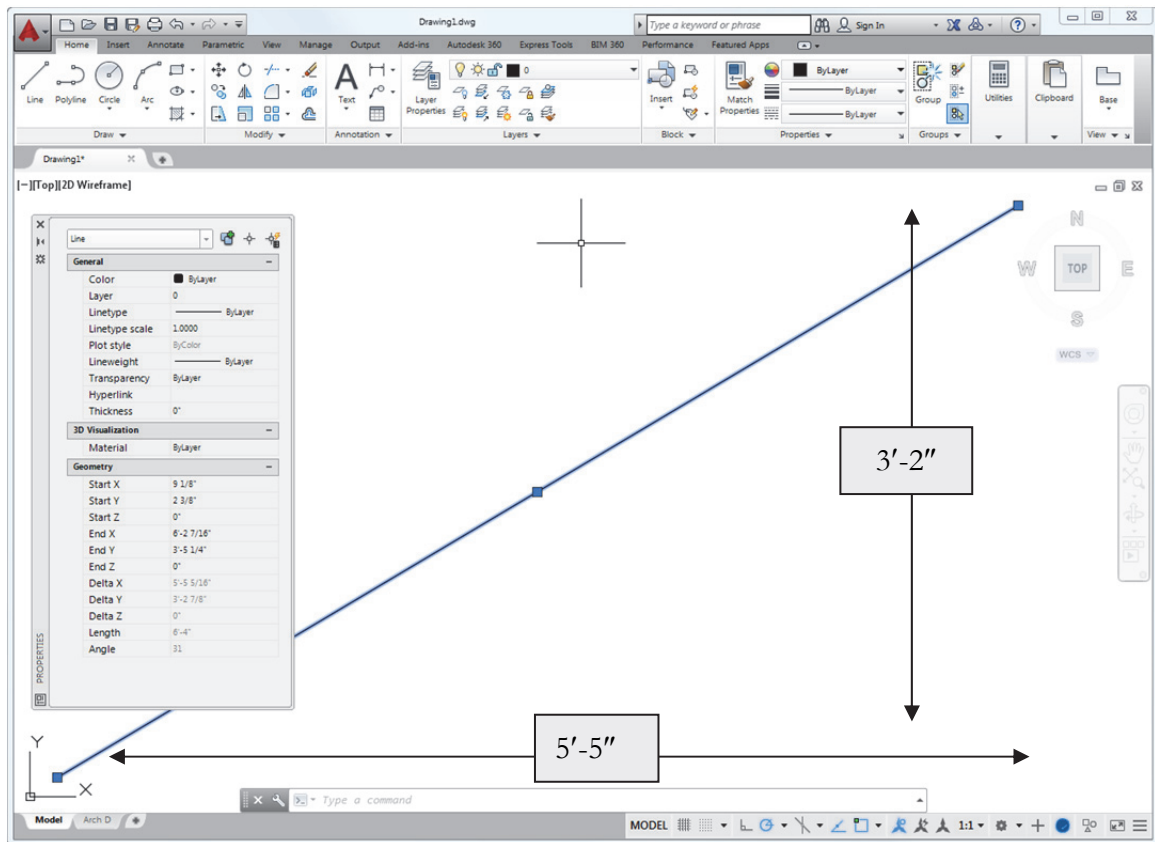 Drawing1.dwg
Type a keyword or phrase
Sign In
Home Insert Annotate Parametric View Manage Output Add-ins Autodesk 360 Express Tools BIM 360 Performance Featured Apps
Line Polyline Circle Arc
Text
Layer Properties
0
Insert
Match Properties
ByLayer
ByLayer
ByLayer
Group
Utilities
Clipboard
Base
Draw Modify Annotation Layers Block Properties Groups View
Drawing1*
[−][Top][2D Wireframe]
N
W TOP E
S
WCS
Line
General
Color ByLayer
Layer 0
Linetype ByLayer
Linetype scale 1.0000
Plot style ByColor
Lineweight ByLayer
Transparency ByLayer
Hyperlink
Thickness 0"
3D Visualization
Material ByLayer
Geometry
Start X 9 1/8"
Start Y 2 3/8"
Start Z 0"
End X 6'-2 7/16"
End Y 3'-5 1/4"
End Z 0"
Delta X 5'-5 5/16"
Delta Y 3'-2 7/8"
Delta Z 0"
Length 6'-4"
Angle 31
PROPERTIES
3′-2″
5′-5″
Y
X
Type a command
Model Arch D
MODEL
1:1